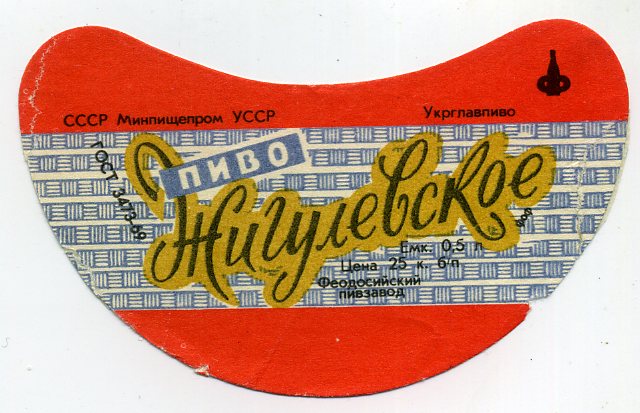 СССР Минпищепром УССР Укрглавпиво
ГОСТ 3473-69
ПИВО
Жигулевское
Емк. 0,5 л
Цена 25 к. б/п
Феодосийский
пивзавод